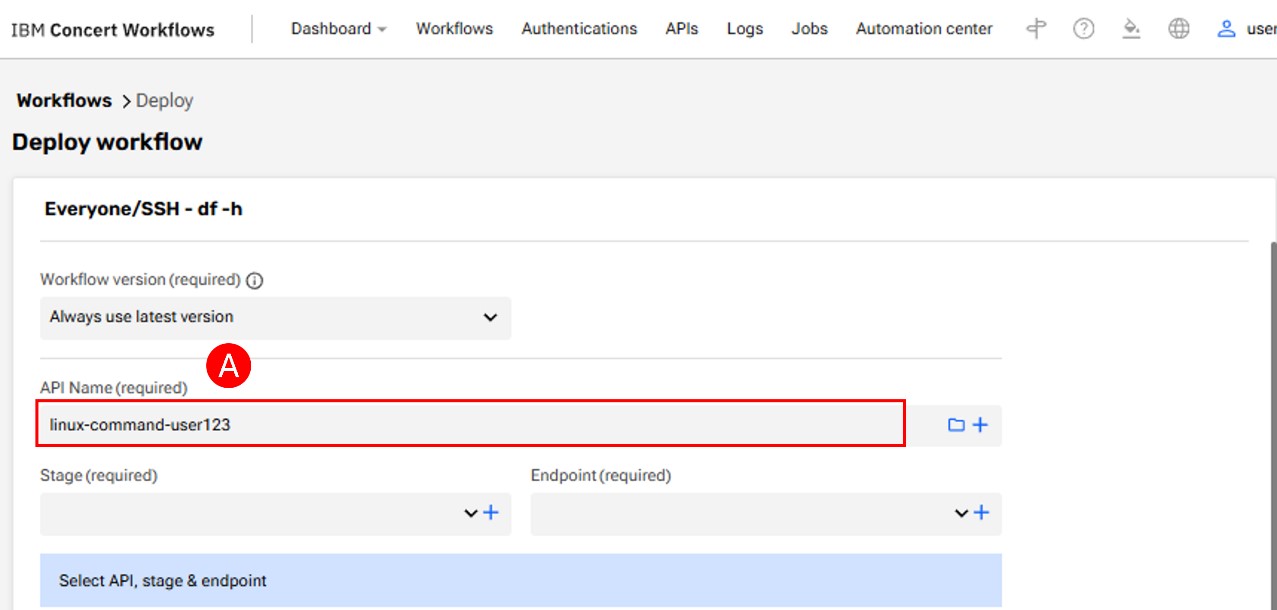 IBM Concert Workflows Dashboard Workflows Authentications APIs Logs Jobs Automation center user
Workflows > Deploy
Deploy workflow
Everyone/SSH - df -h
Workflow version (required)
Always use latest version
A
API Name (required)
linux-command-user123
Stage (required) Endpoint (required)
Select API, stage & endpoint